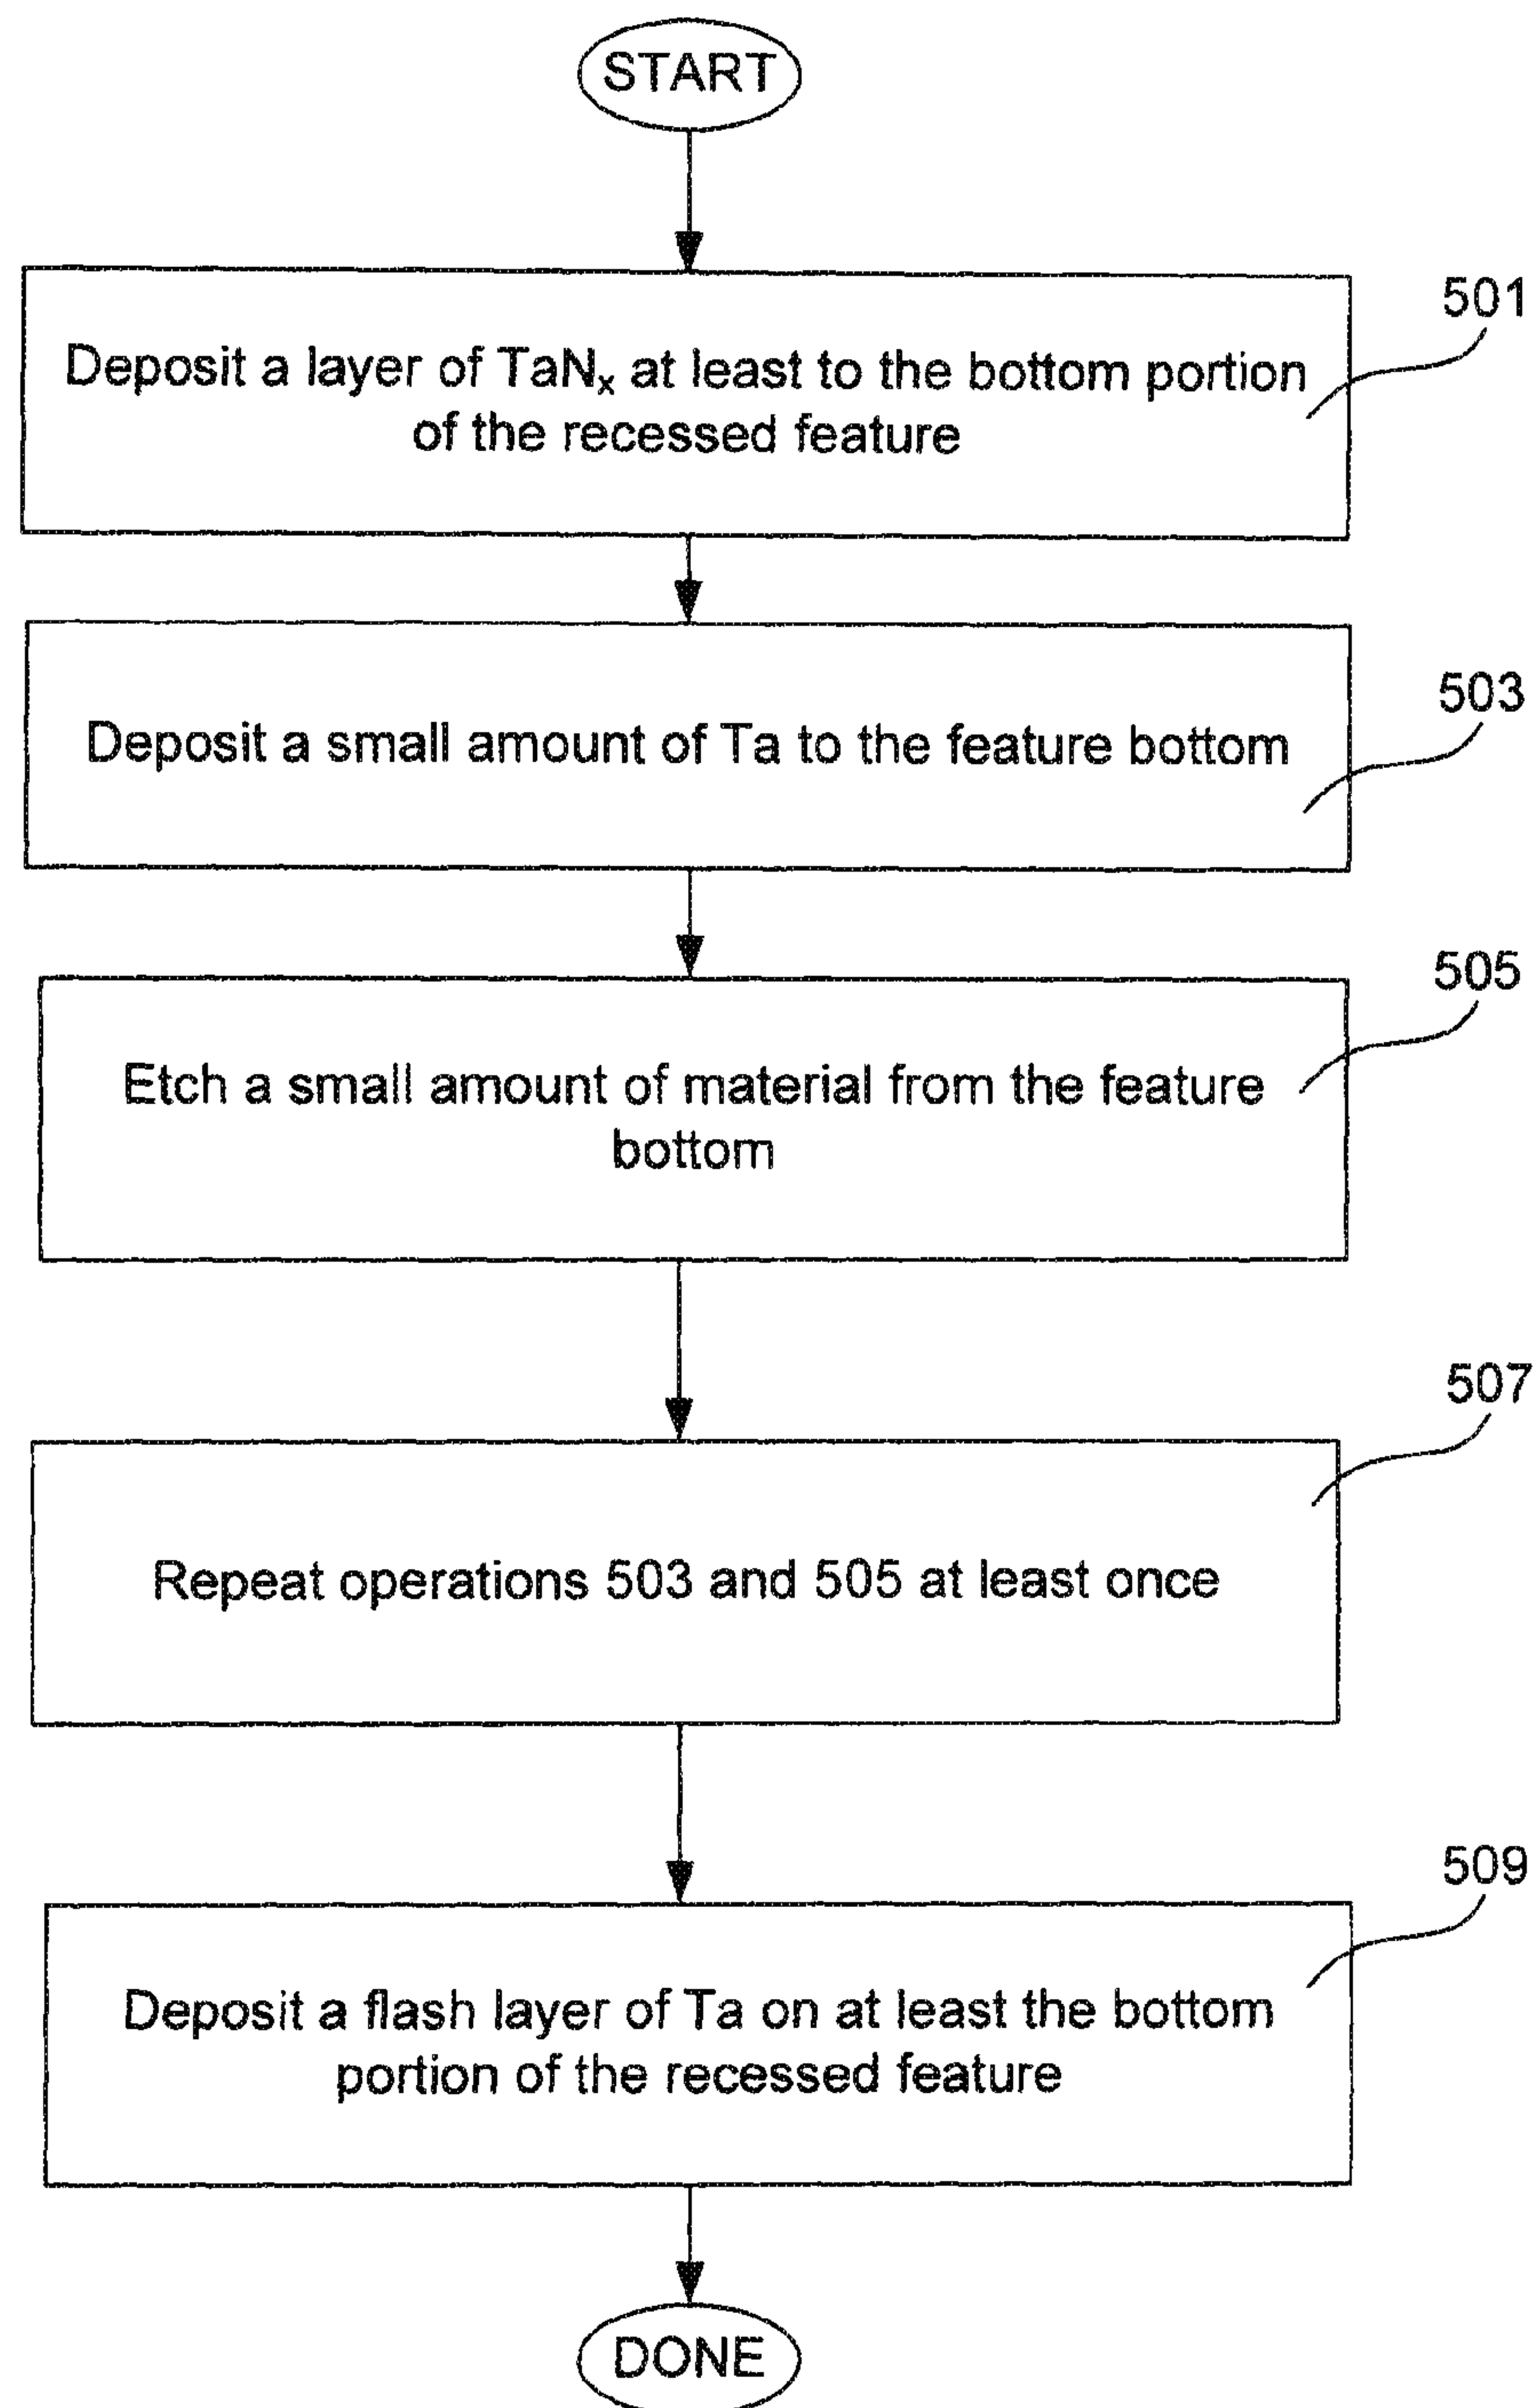 START
501
Deposit a layer of TaNₓ at least to the bottom portion
of the recessed feature
503
Deposit a small amount of Ta to the feature bottom
505
Etch a small amount of material from the feature
bottom
507
Repeat operations 503 and 505 at least once
509
Deposit a flash layer of Ta on at least the bottom
portion of the recessed feature
DONE